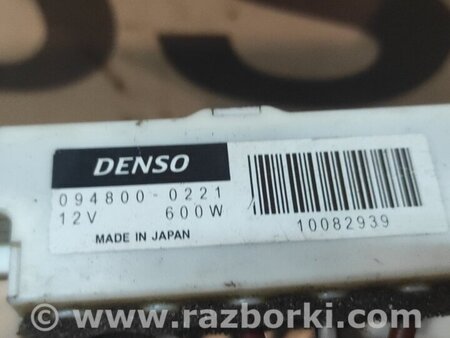 DENSO
094800-0221
12V 600W
MADE IN JAPAN
10082939
© www.razborki.com